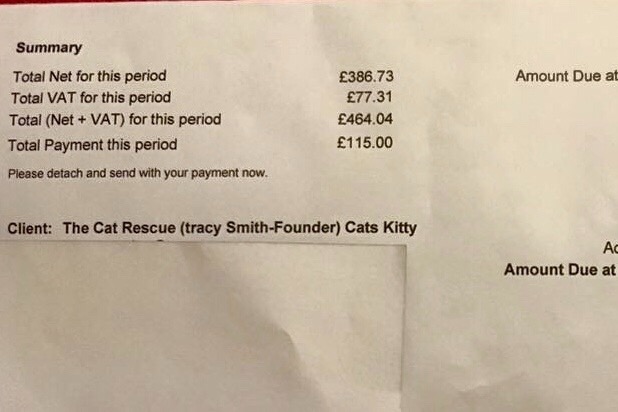 Summary
Total Net for this period £386.73 Amount Due at
Total VAT for this period £77.31
Total (Net + VAT) for this period £464.04
Total Payment this period £115.00
Please detach and send with your payment now.
Client: The Cat Rescue (tracy Smith-Founder) Cats Kitty
Amount Due at